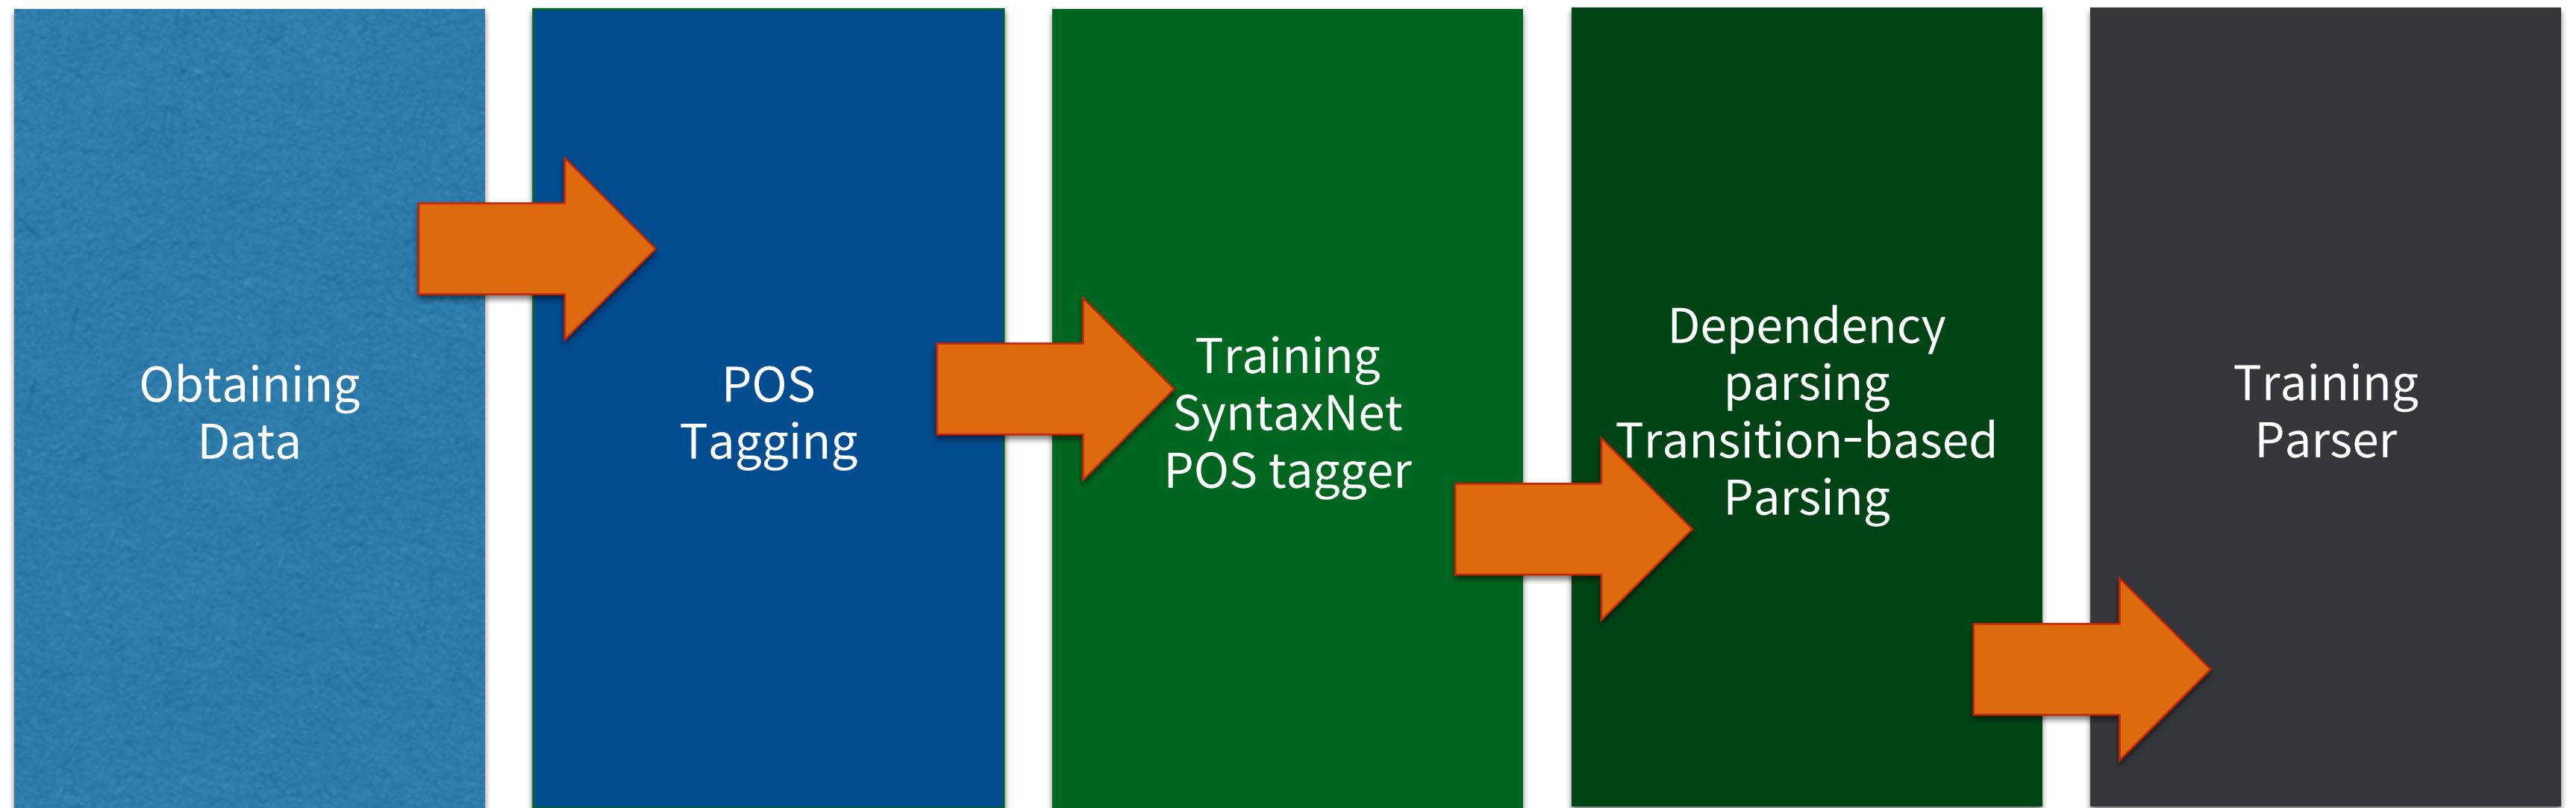 Obtaining
Data
POS
Tagging
Training
SyntaxNet
POS tagger
Dependency
parsing
Transition-based
Parsing
Training
Parser